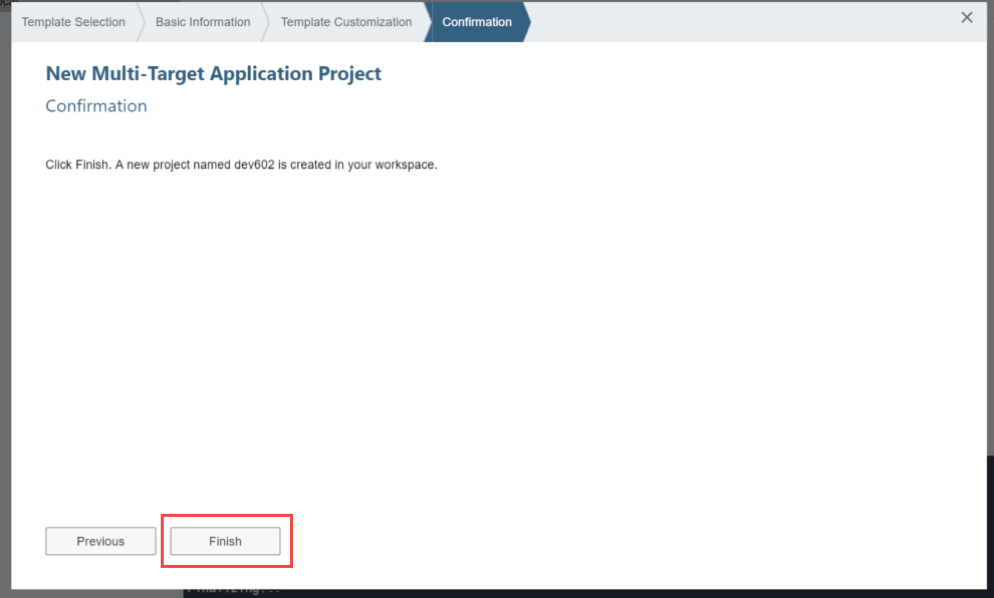 Template Selection Basic Information Template Customization Confirmation
New Multi-Target Application Project
Confirmation
Click Finish. A new project named dev602 is created in your workspace.
Previous Finish